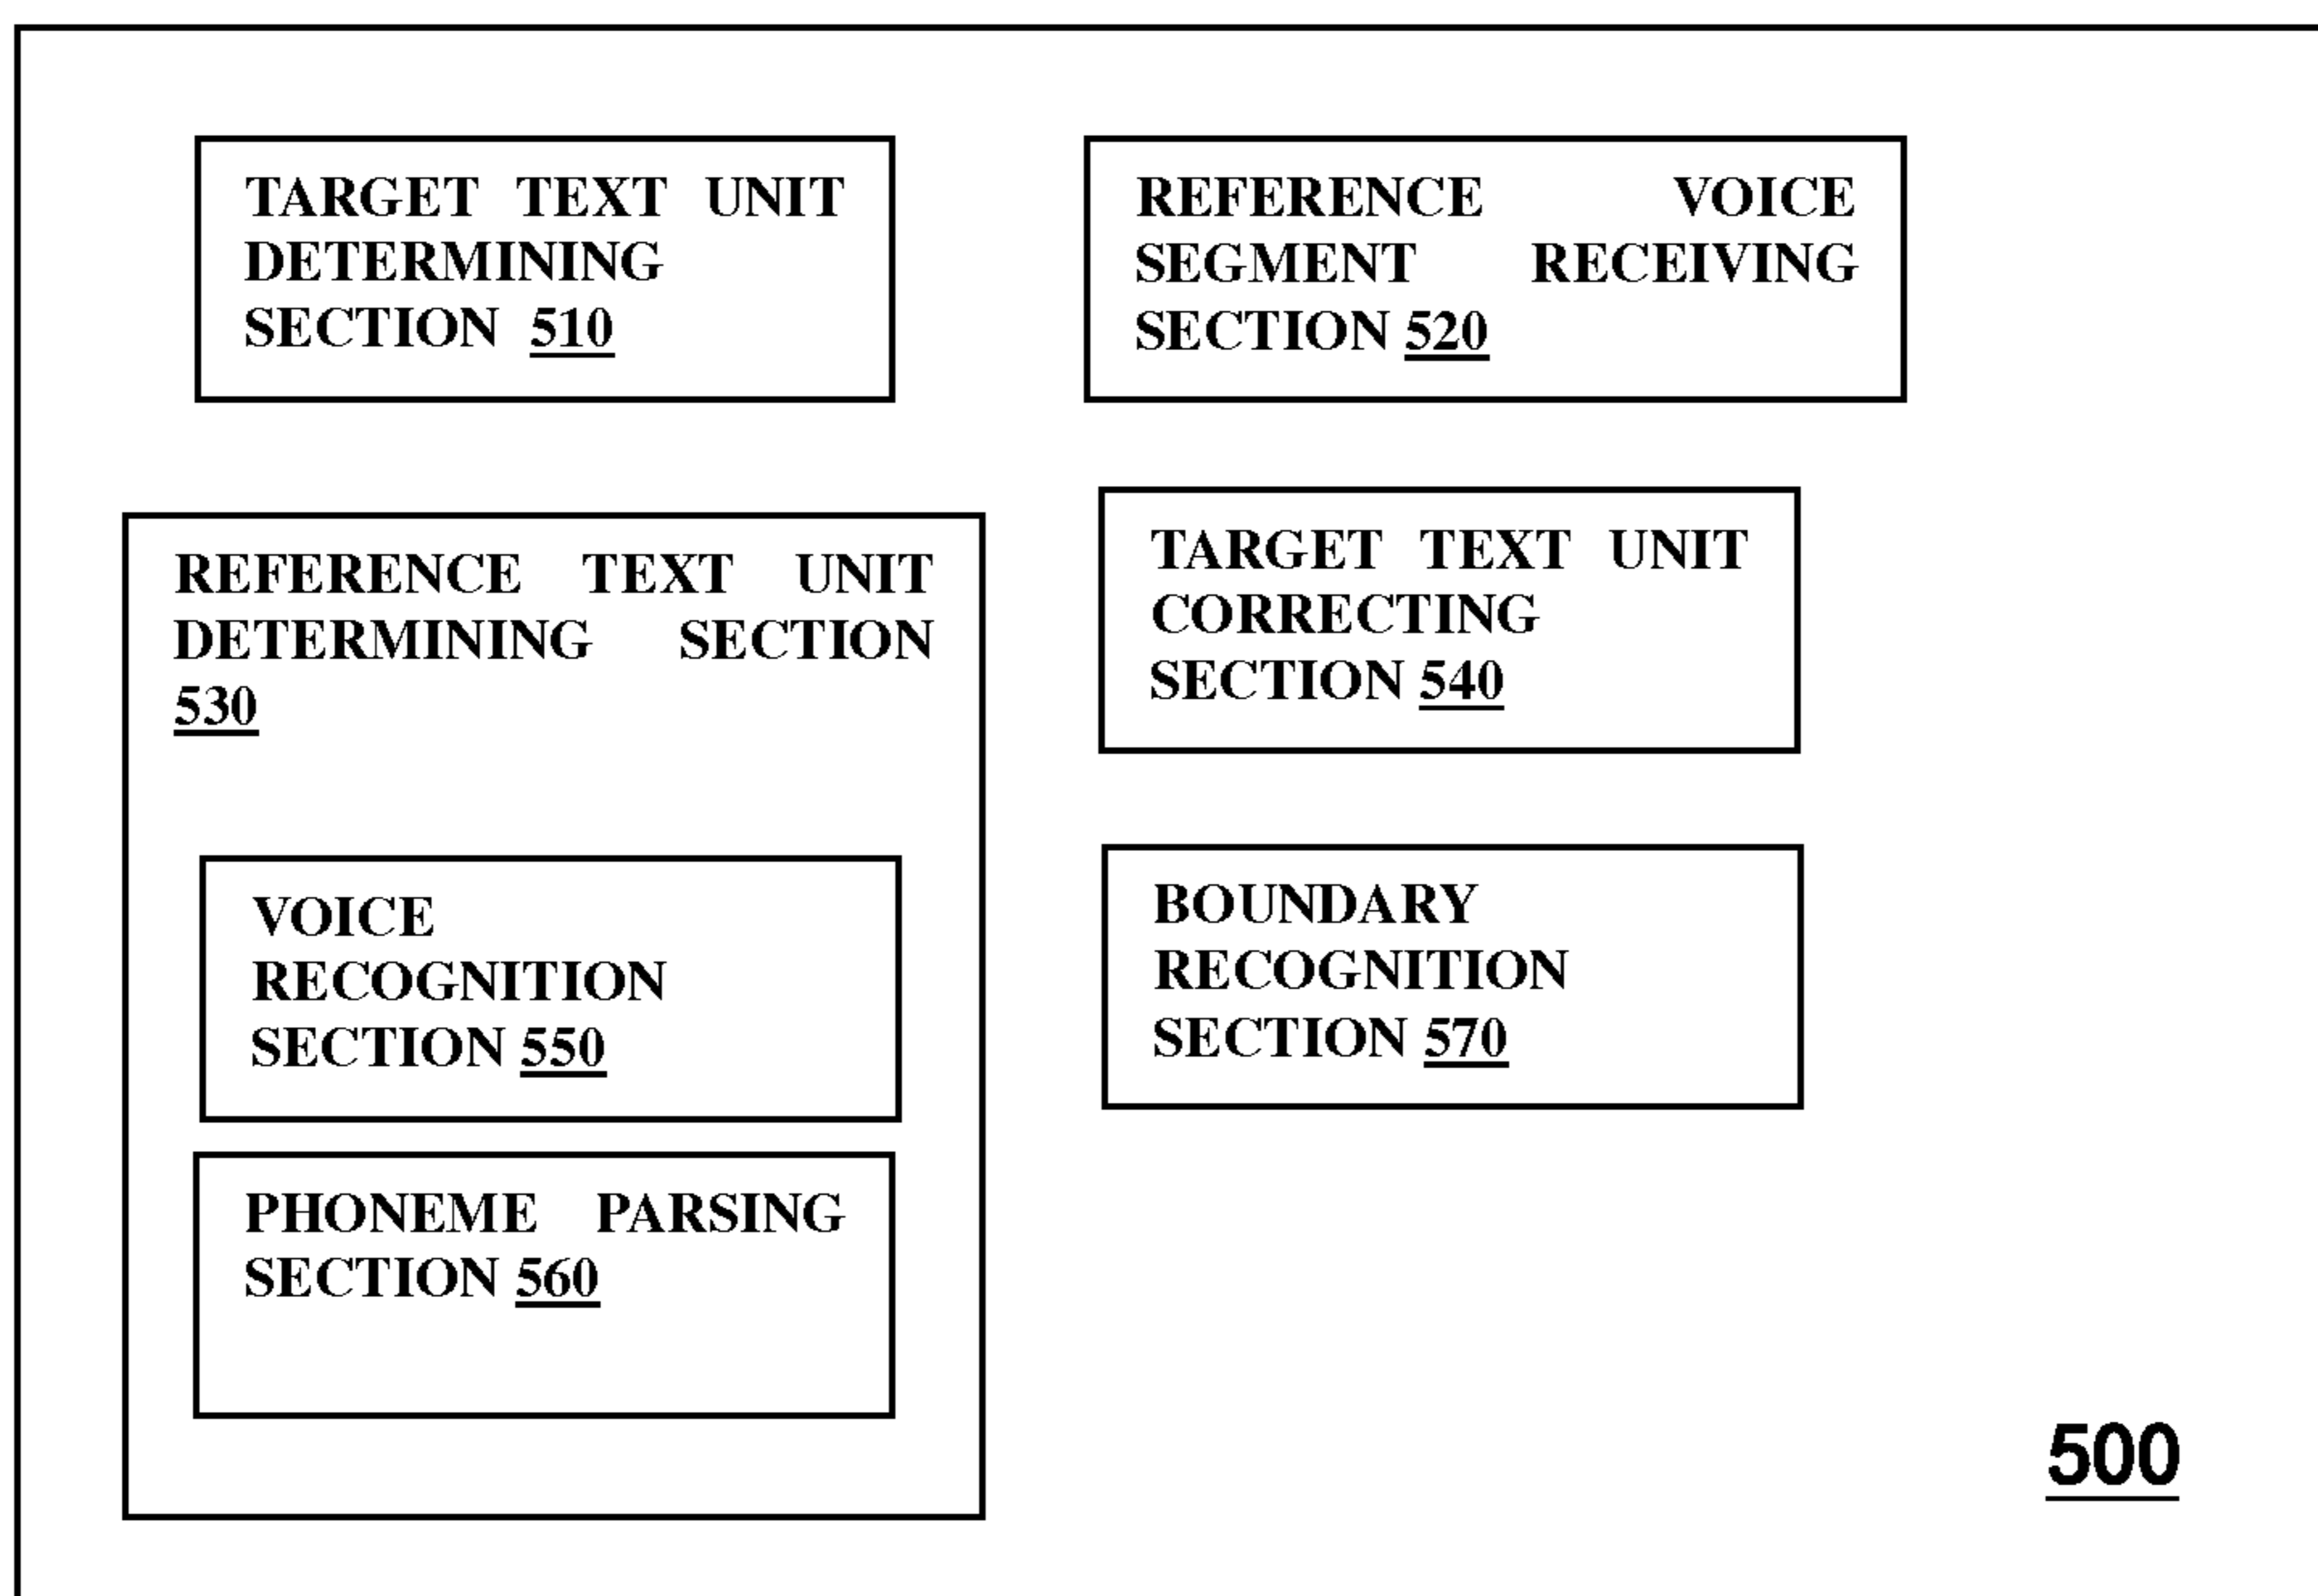 TARGET TEXT UNIT
DETERMINING
SECTION 510
REFERENCE VOICE
SEGMENT RECEIVING
SECTION 520
REFERENCE TEXT UNIT
DETERMINING SECTION
530
TARGET TEXT UNIT
CORRECTING
SECTION 540
VOICE
RECOGNITION
SECTION 550
BOUNDARY
RECOGNITION
SECTION 570
PHONEME PARSING
SECTION 560
500